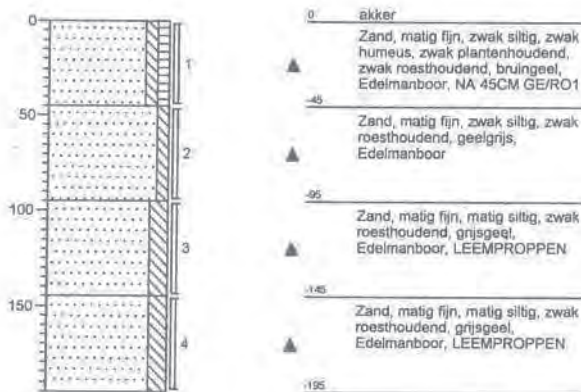 0
50
100
150
1
2
3
4
0 akker
Zand, matig fijn, zwak siltig, zwak
humeus, zwak plantenhoudend,
zwak roesthoudend, bruingeel,
Edelmanboor, NA 45CM GE/RO1
-45
Zand, matig fijn, zwak siltig, zwak
roesthoudend, geelgrijs,
Edelmanboor
-95
Zand, matig fijn, matig siltig, zwak
roesthoudend, grijsgeel,
Edelmanboor, LEEMPROPPEN
-145
Zand, matig fijn, matig siltig, zwak
roesthoudend, grijsgeel,
Edelmanboor, LEEMPROPPEN
-195